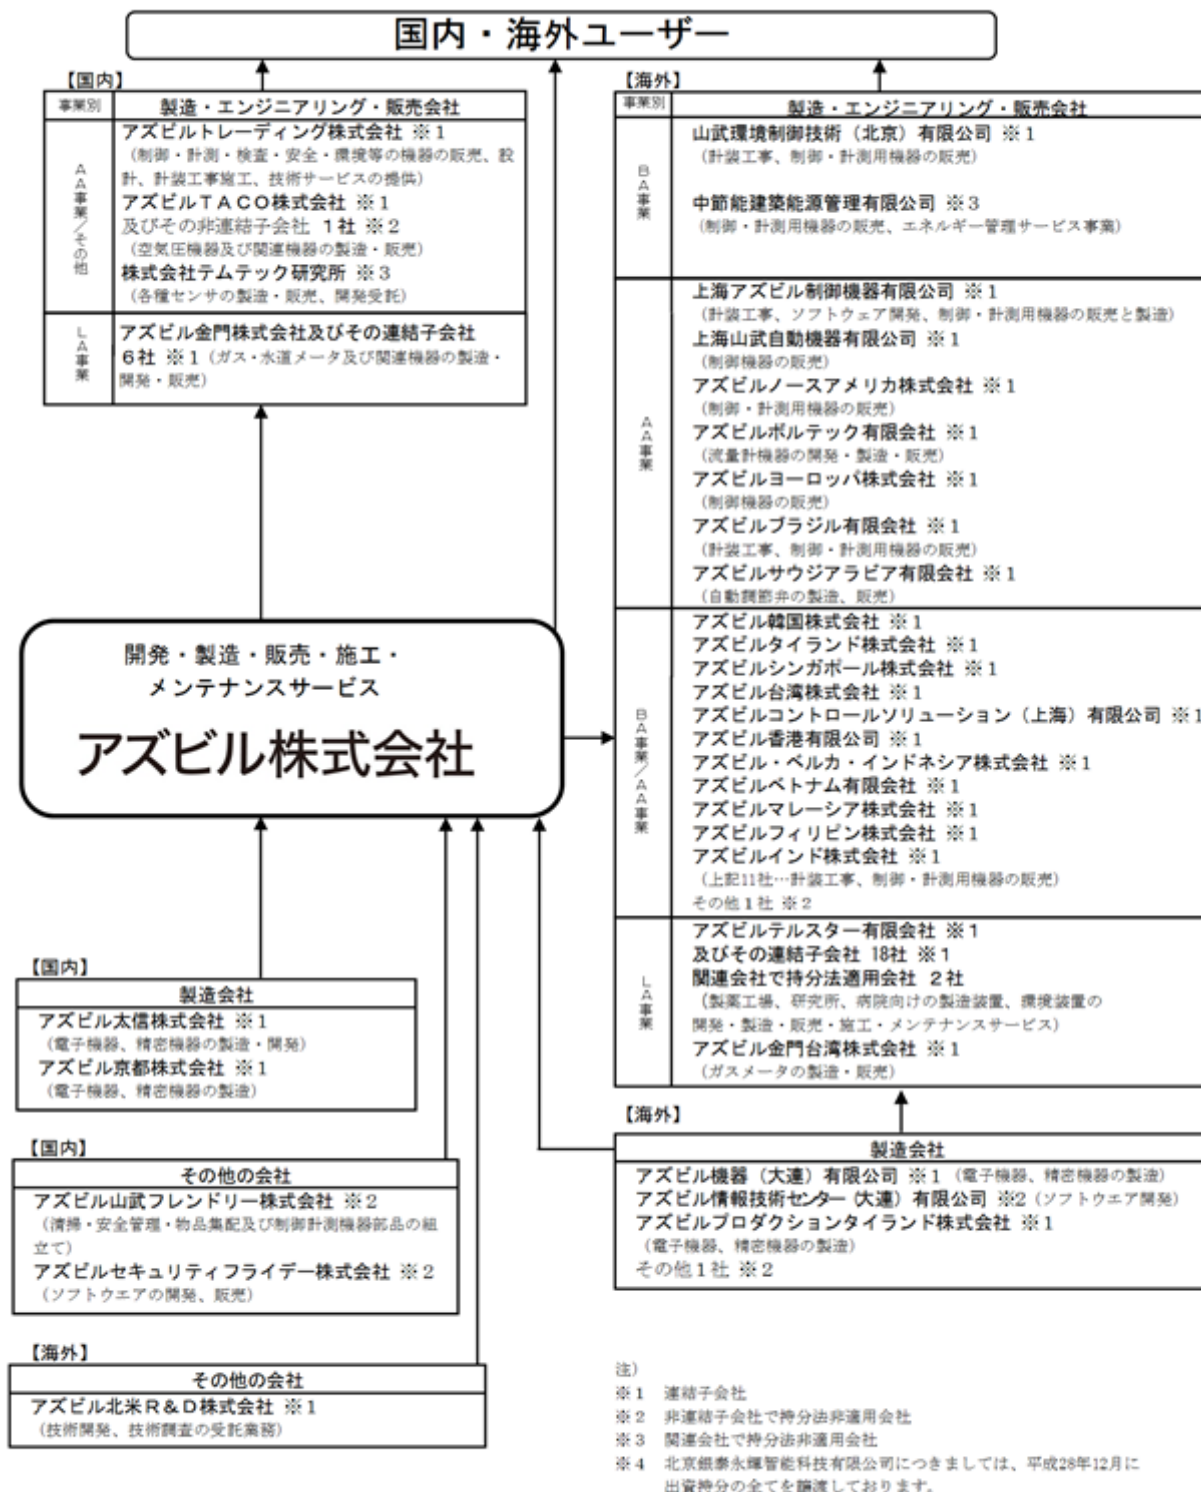 国内・海外ユーザー
【国内】
事業別 製造・エンジニアリング・販売会社
AA事業/その他
アズビルトレーディング株式会社 ※1
(制御・計測・検査・安全・環境等の機器の販売、設
計、計装工事施工、技術サービスの提供)
アズビルTACO株式会社 ※1
及びその非連結子会社 1社 ※2
(空気圧機器及び関連機器の製造・販売)
株式会社テムテック研究所 ※3
(各種センサの製造・販売、開発受託)
LA事業
アズビル金門株式会社及びその連結子会社
6社 ※1 (ガス・水道メータ及び関連機器の製造・
開発・販売)
【海外】
事業別 製造・エンジニアリング・販売会社
BA事業
山武環境制御技術(北京)有限公司 ※1
(計装工事、制御・計測用機器の販売)
中節能建築能源管理有限公司 ※3
(制御・計測用機器の販売、エネルギー管理サービス事業)
AA事業
上海アズビル制御機器有限公司 ※1
(計装工事、ソフトウェア開発、制御・計測用機器の販売と製造)
上海山武自動機器有限公司 ※1
(制御機器の販売)
アズビルノースアメリカ株式会社 ※1
(制御・計測用機器の販売)
アズビルボルテック有限会社 ※1
(流量計機器の開発・製造・販売)
アズビルヨーロッパ株式会社 ※1
(制御機器の販売)
アズビルブラジル有限会社 ※1
(計装工事、制御・計測用機器の販売)
アズビルサウジアラビア有限会社 ※1
(自動調節弁の製造、販売)
BA事業/AA事業
アズビル韓国株式会社 ※1
アズビルタイランド株式会社 ※1
アズビルシンガポール株式会社 ※1
アズビル台湾株式会社 ※1
アズビルコントロールソリューション(上海)有限公司 ※1
アズビル香港有限公司 ※1
アズビル・ベルカ・インドネシア株式会社 ※1
アズビルベトナム有限会社 ※1
アズビルマレーシア株式会社 ※1
アズビルフィリピン株式会社 ※1
アズビルインド株式会社 ※1
(上記11社…計装工事、制御・計測用機器の販売)
その他1社 ※2
LA事業
アズビルテルスター有限会社 ※1
及びその連結子会社 18社 ※1
関連会社で持分法適用会社 2社
(製薬工場、研究所、病院向けの製造装置、環境装置の
開発・製造・販売・施工・メンテナンスサービス)
アズビル金門台湾株式会社 ※1
(ガスメータの製造・販売)
開発・製造・販売・施工・
メンテナンスサービス
アズビル株式会社
【国内】
製造会社
アズビル太信株式会社 ※1
(電子機器、精密機器の製造・開発)
アズビル京都株式会社 ※1
(電子機器、精密機器の製造)
【国内】
その他の会社
アズビル山武フレンドリー株式会社 ※2
(清掃・安全管理・物品集配及び制御計測機器部品の組
立て)
アズビルセキュリティフライデー株式会社 ※2
(ソフトウエアの開発、販売)
【海外】
その他の会社
アズビル北米R&D株式会社 ※1
(技術開発、技術調査の受託業務)
【海外】
製造会社
アズビル機器(大連)有限公司 ※1 (電子機器、精密機器の製造)
アズビル情報技術センター(大連)有限公司 ※2 (ソフトウエア開発)
アズビルプロダクションタイランド株式会社 ※1
(電子機器、精密機器の製造)
その他1社 ※2
注)
※1 連結子会社
※2 非連結子会社で持分法非適用会社
※3 関連会社で持分法非適用会社
※4 北京銀泰永輝智能科技有限公司につきましては、平成28年12月に
出資持分の全てを譲渡しております。